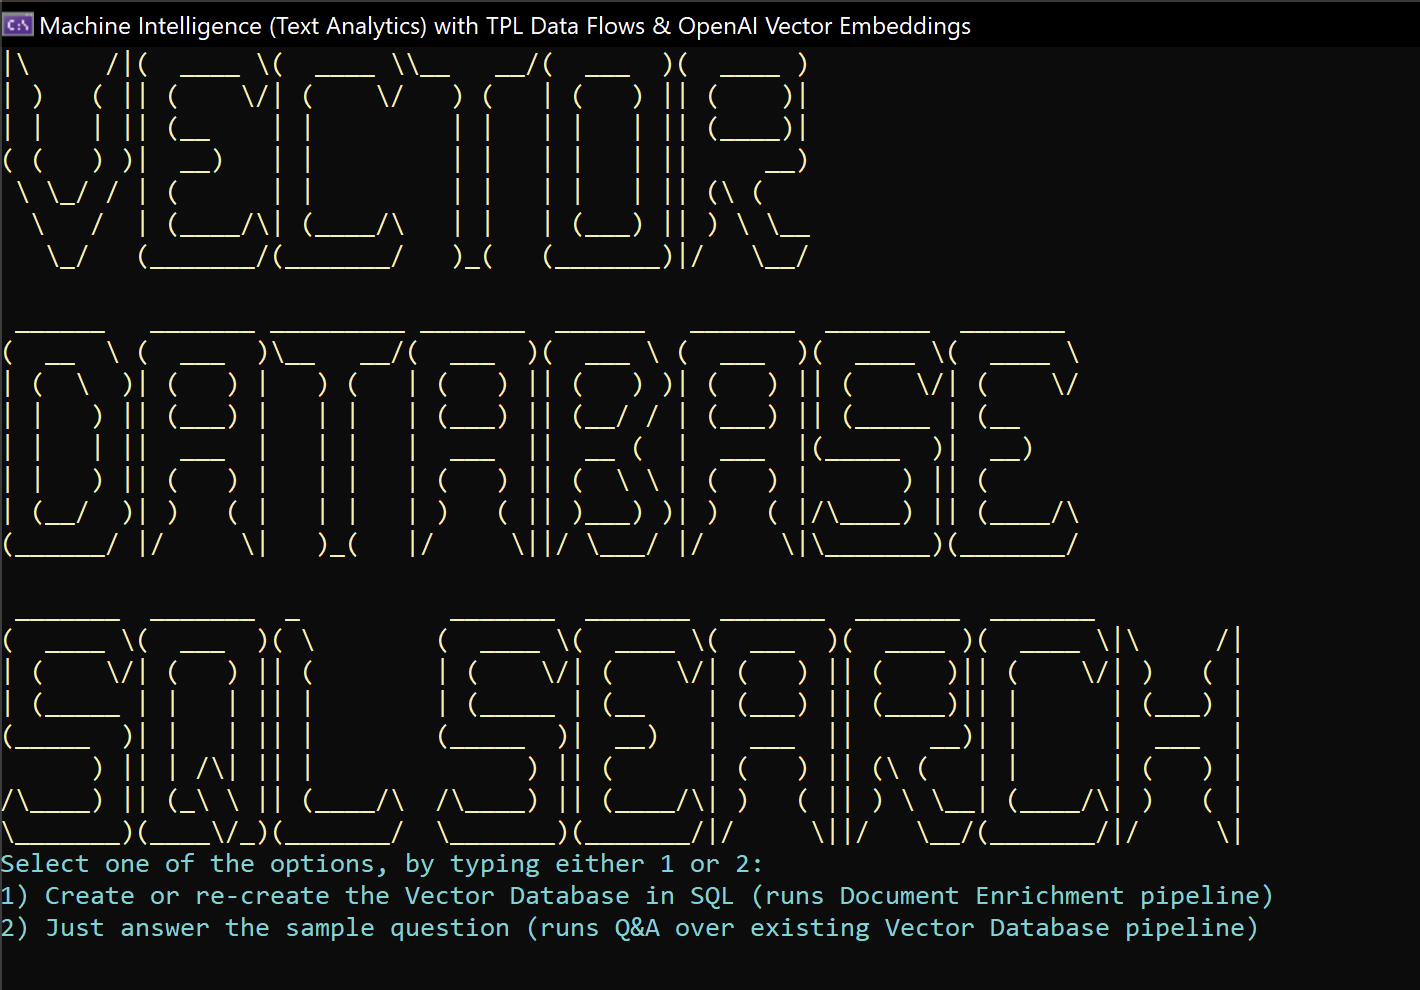 Machine Intelligence (Text Analytics) with TPL Data Flows & OpenAI Vector Embeddings
VECTOR
DATABASE
SQL SEARCH
Select one of the options, by typing either 1 or 2:
1) Create or re-create the Vector Database in SQL (runs Document Enrichment pipeline)
2) Just answer the sample question (runs Q&A over existing Vector Database pipeline)